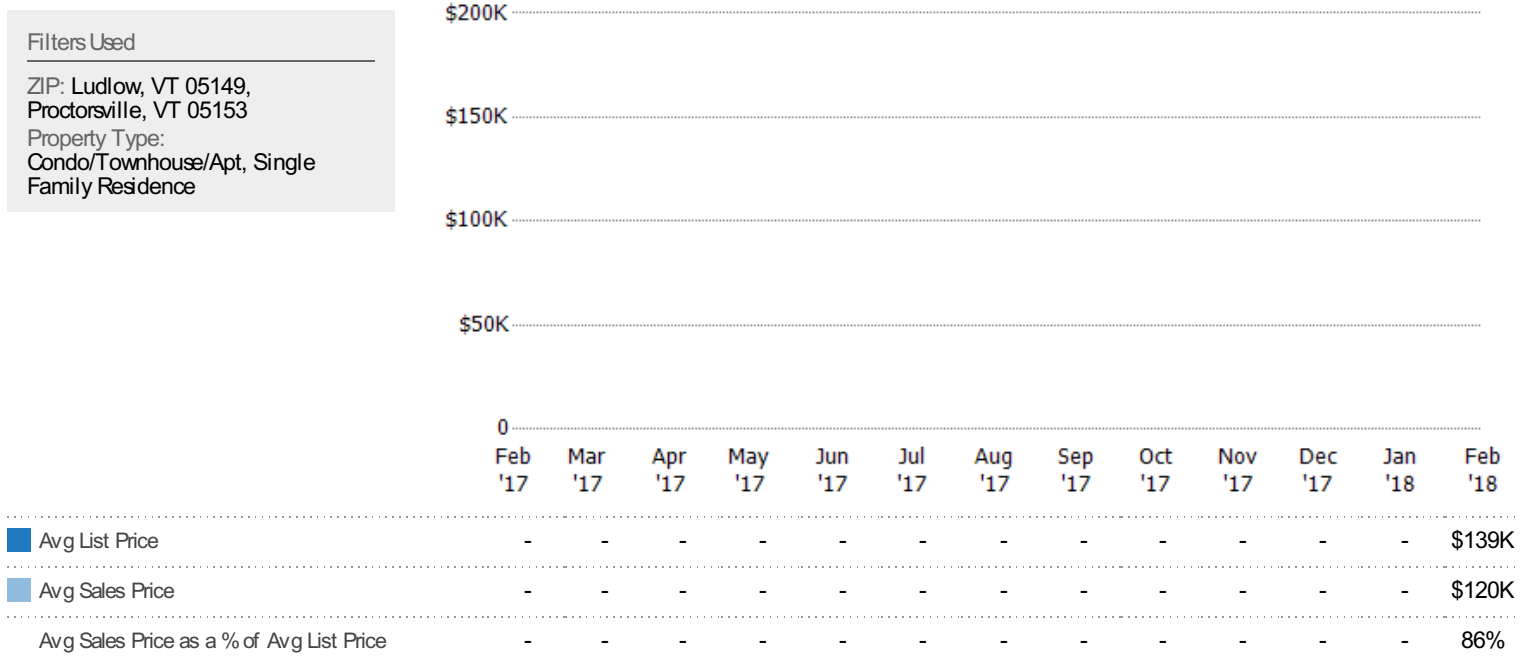 Filters Used
ZIP: Ludlow, VT 05149,
Proctorsville, VT 05153
Property Type:
Condo/Townhouse/Apt, Single
Family Residence
$200K
$150K
$100K
$50K
0
Feb Mar Apr May Jun Jul Aug Sep Oct Nov Dec Jan Feb
'17 '17 '17 '17 '17 '17 '17 '17 '17 '17 '17 '18 '18
Avg List Price - - - - - - - - - - - - $139K
Avg Sales Price - - - - - - - - - - - - $120K
Avg Sales Price as a % of Avg List Price - - - - - - - - - - - - 86%